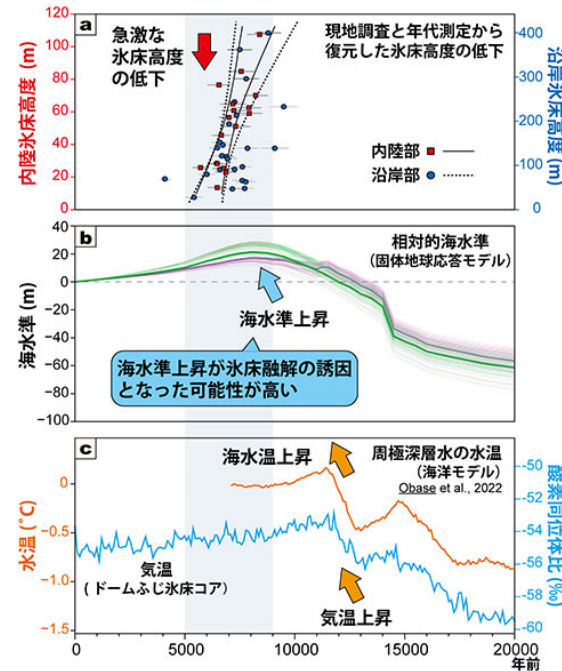 a
急激な
氷床高度
の低下
現地調査と年代測定から
復元した氷床高度の低下
内陸氷床高度 (m)
120
100
80
60
40
20
0
沿岸氷床高度 (m)
400
300
200
100
0
内陸部
沿岸部
b
相対的海水準
(固体地球応答モデル)
海水準上昇
海水準上昇が氷床融解の誘因
となった可能性が高い
海水準 (m)
40
20
0
−20
−40
−60
−80
−100
c
海水温上昇
周極深層水の水温
(海洋モデル)
Obase et al., 2022
気温
(ドームふじ氷床コア)
気温上昇
水温 (°C)
0
−0.5
−1.0
−1.5
酸素同位体比 (‰)
-50
-52
-54
-56
-58
-60
0
5000
10000
15000
20000
年前